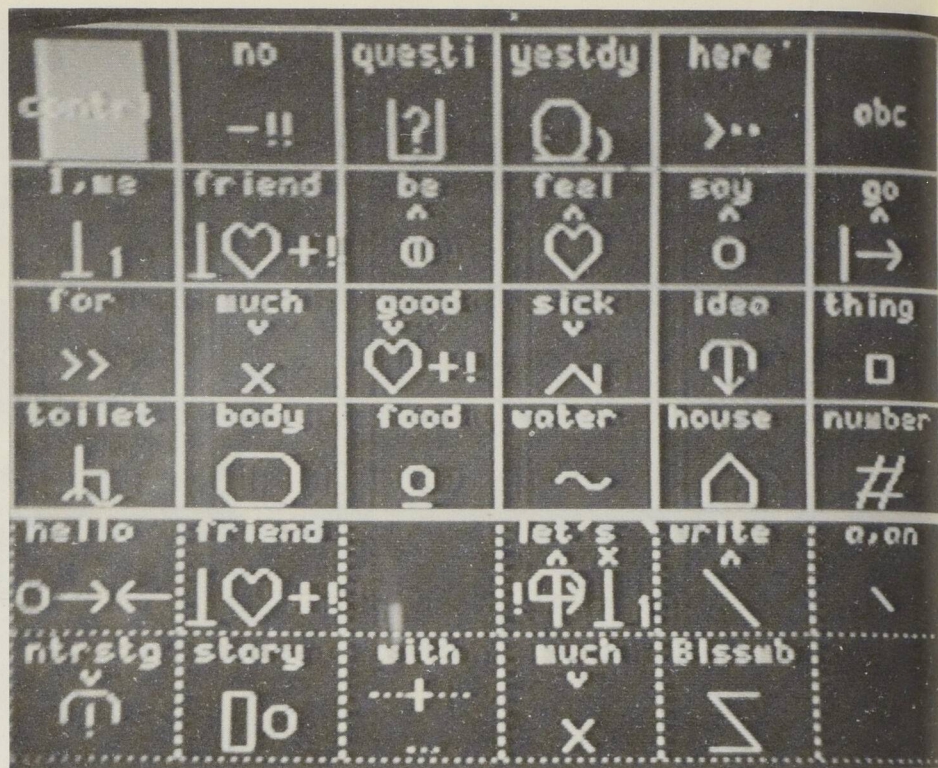 contrl no questi yestdy here abc
I,me friend be feel say go
for much good sick idea thing
toilet body food water house number
hello friend let's write a,an
ntrstg story with much Blssmb